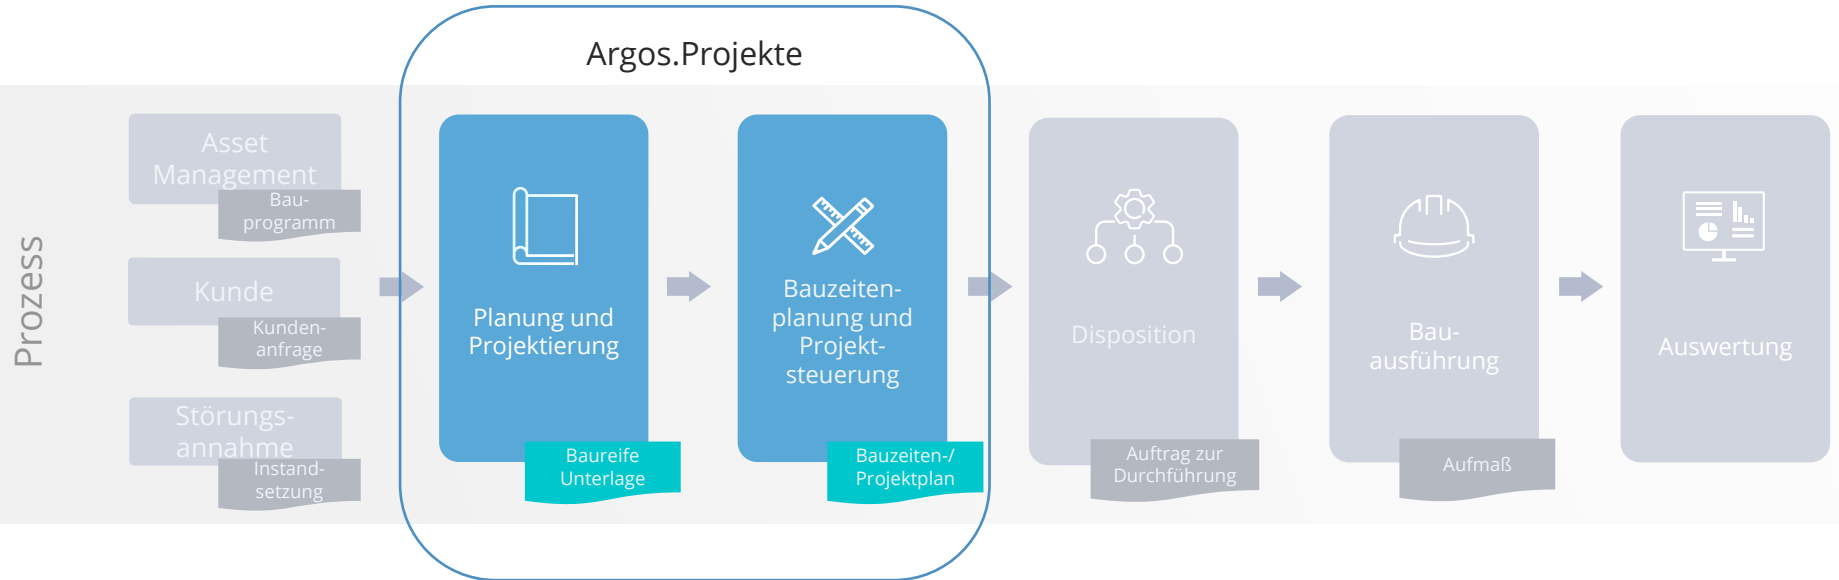 Argos.Projekte
Prozess
Asset
Management
Bau-
programm
Kunde
Kunden-
anfrage
Störungs-
annahme
Instand-
setzung
Planung und
Projektierung
Baureife
Unterlage
Bauzeiten-
planung und
Projekt-
steuerung
Bauzeiten-/
Projektplan
Disposition
Auftrag zur
Durchführung
Bau-
ausführung
Aufmaß
Auswertung